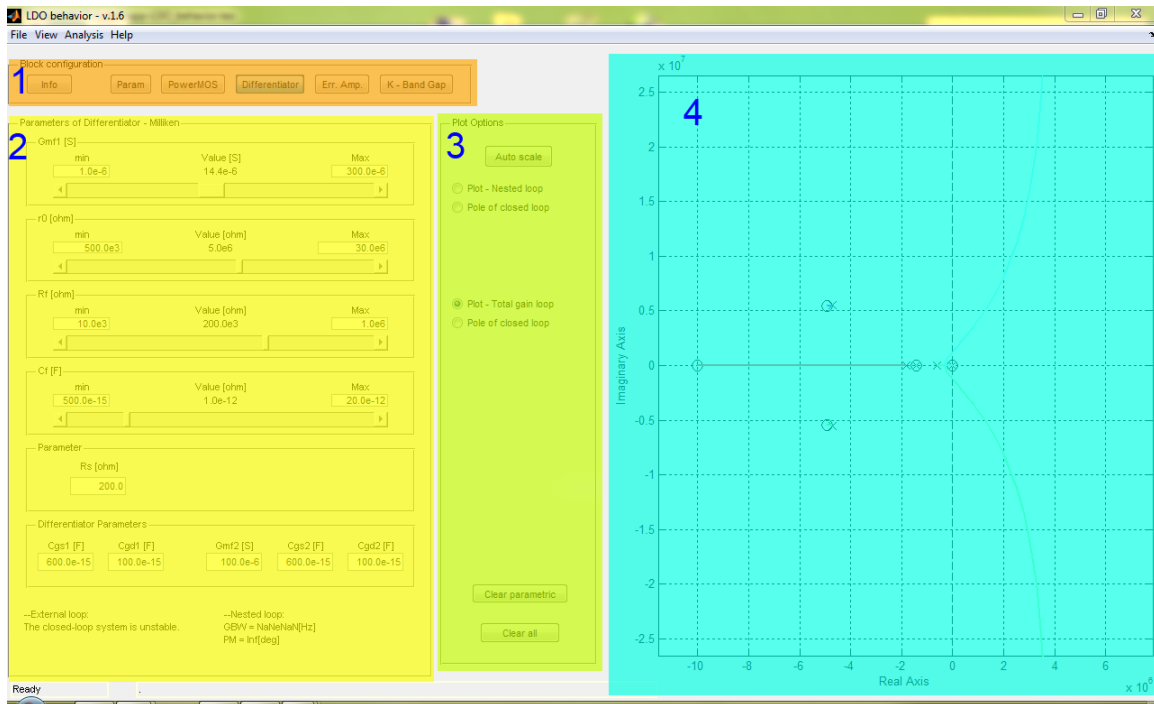 LDO behavior - v.1.6
File View Analysis Help
Block configuration
1
Info Param PowerMOS Differentiator Err. Amp. K - Band Gap
Parameters of Differentiator - Milliken
2
Gmf1 [S]
min Value [S] Max
1.0e-6 14.4e-6 300.0e-6
r0 [ohm]
min Value [ohm] Max
500.0e3 5.0e6 30.0e6
Rf [ohm]
min Value [ohm] Max
10.0e3 200.0e3 1.0e6
Cf [F]
min Value [ohm] Max
500.0e-15 1.0e-12 20.0e-12
Parameter
Rs [ohm]
200.0
Differentiator Parameters
Cgs1 [F] Cgd1 [F] Gmf2 [S] Cgs2 [F] Cgd2 [F]
600.0e-15 100.0e-15 100.0e-6 600.0e-15 100.0e-15
--External loop: --Nested loop:
The closed-loop system is unstable. GBW = NaNeNaN[Hz]
PM = Inf[deg]
Plot Options
3
Auto scale
Plot - Nested loop
Pole of closed loop
Plot - Total gain loop
Pole of closed loop
Clear parametric
Clear all
4
x 10^7
2.5
2
1.5
1
0.5
0
-0.5
-1
-1.5
-2
-2.5
Imaginary Axis
-10 -8 -6 -4 -2 0 2 4 6
Real Axis
x 10^6
Ready .